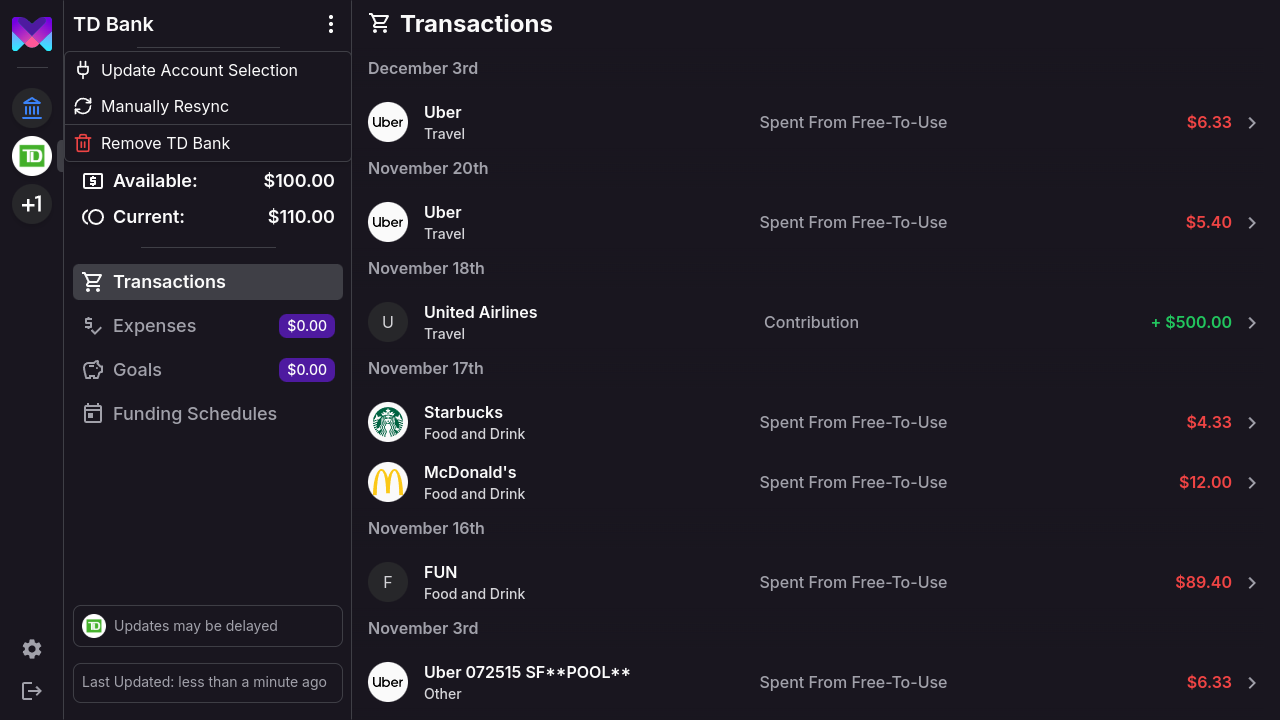 TD Bank
Update Account Selection
Manually Resync
Remove TD Bank
+1
Available: $100.00
Current: $110.00
Transactions
Expenses $0.00
Goals $0.00
Funding Schedules
Updates may be delayed
Last Updated: less than a minute ago
Transactions
December 3rd
Uber
Uber
Travel
Spent From Free-To-Use
$6.33
November 20th
Uber
Uber
Travel
Spent From Free-To-Use
$5.40
November 18th
U
United Airlines
Travel
Contribution
+ $500.00
November 17th
Starbucks
Food and Drink
Spent From Free-To-Use
$4.33
McDonald's
Food and Drink
Spent From Free-To-Use
$12.00
November 16th
F
FUN
Food and Drink
Spent From Free-To-Use
$89.40
November 3rd
Uber
Uber 072515 SF**POOL**
Other
Spent From Free-To-Use
$6.33